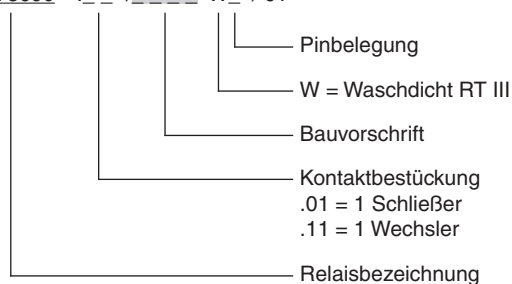 Pinbelegung
W = Waschdicht RT III
Bauvorschrift
Kontaktbestückung
.01 = 1 Schließer
.11 = 1 Wechsler
Relaisbezeichnung